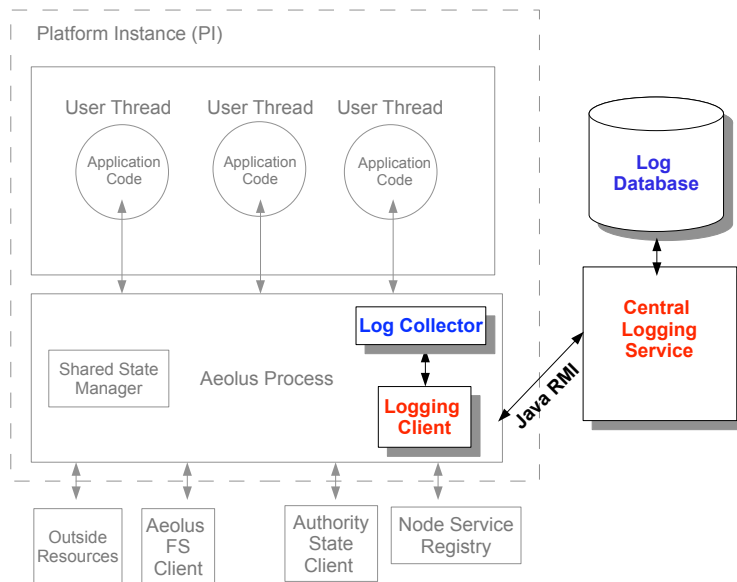 Platform Instance (PI)
User Thread
User Thread
User Thread
Application
Code
Application
Code
Application
Code
Log
Database
Log Collector
Central
Logging
Service
Shared State
Manager
Aeolus Process
Logging
Client
Java RMI
Outside
Resources
Aeolus
FS
Client
Authority
State
Client
Node Service
Registry